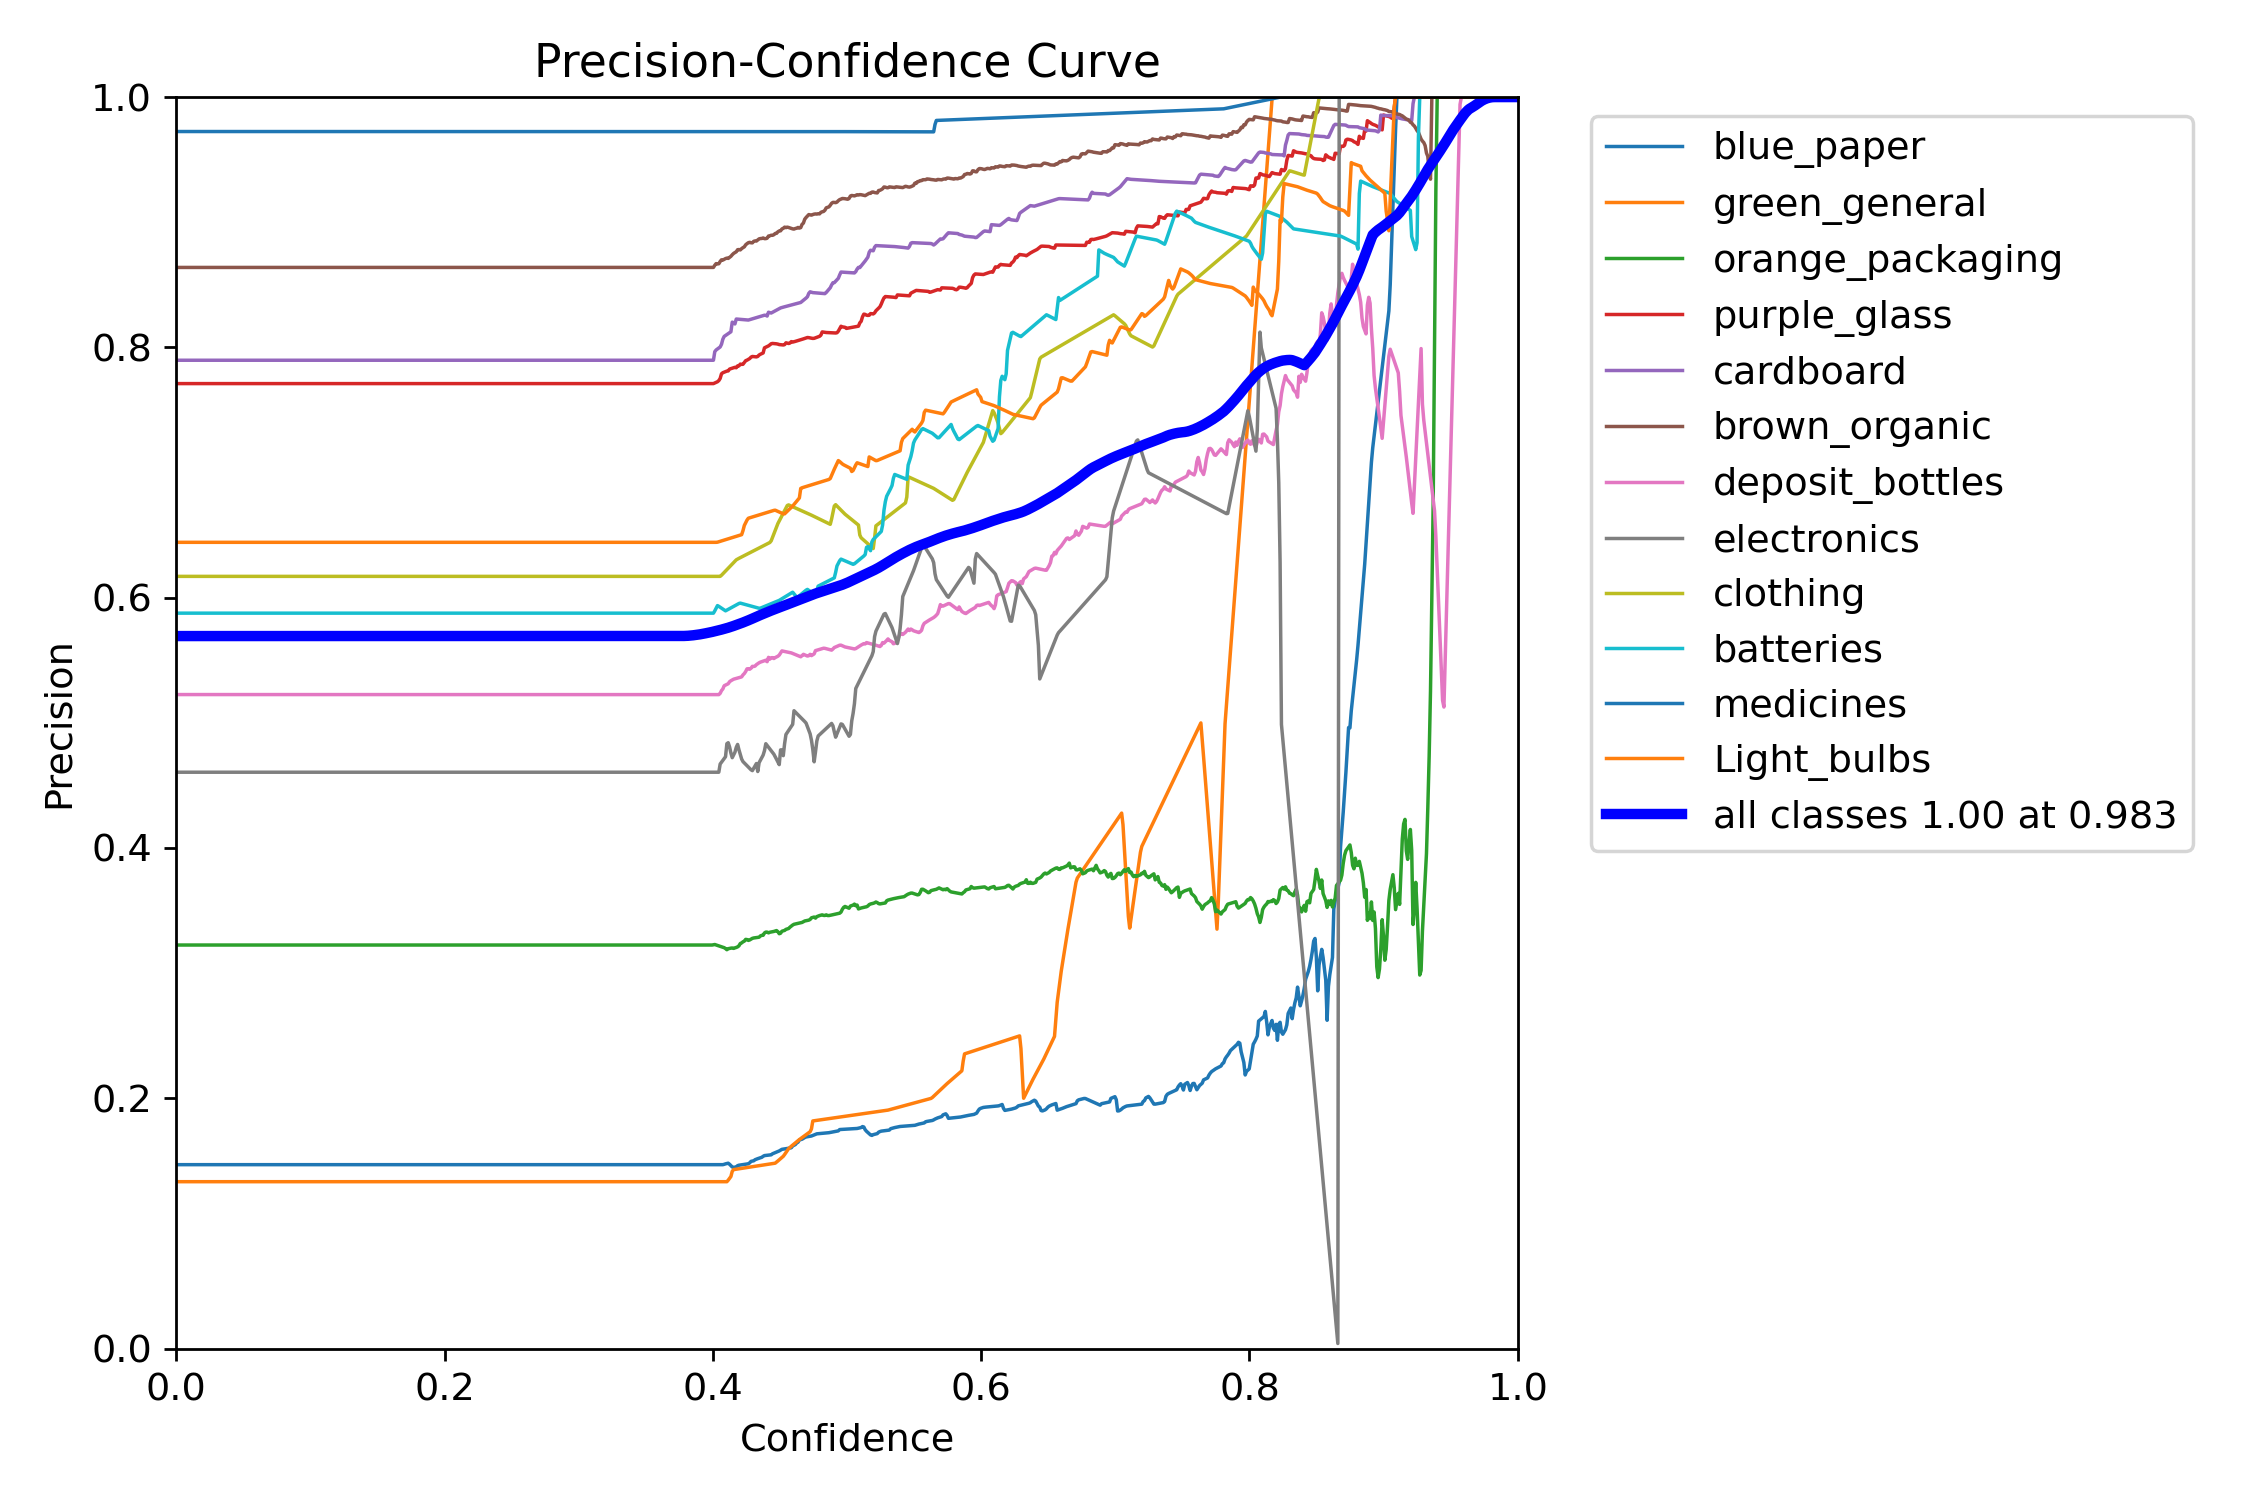 Precision-Confidence Curve
1.0
0.8
0.6
0.4
0.2
0.0
Precision
0.0 0.2 0.4 0.6 0.8 1.0
Confidence
blue_paper
green_general
orange_packaging
purple_glass
cardboard
brown_organic
deposit_bottles
electronics
clothing
batteries
medicines
Light_bulbs
all classes 1.00 at 0.983